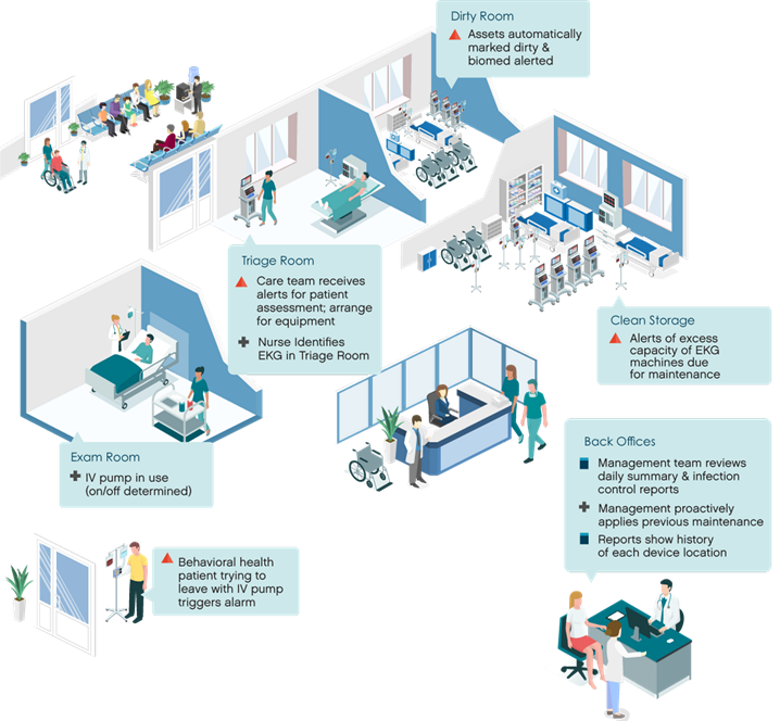 Dirty Room
Assets automatically
marked dirty &
biomed alerted
Triage Room
Care team receives
alerts for patient
assessment; arrange
for equipment
Nurse Identifies
EKG in Triage Room
Clean Storage
Alerts of excess
capacity of EKG
machines due
for maintenance
Exam Room
IV pump in use
(on/off determined)
Back Offices
Management team reviews
daily summary & infection
control reports
Management proactively
applies previous maintenance
Reports show history
of each device location
Behavioral health
patient trying to
leave with IV pump
triggers alarm